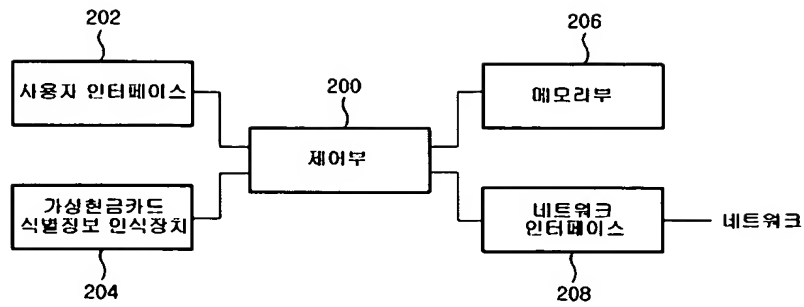 202
사용자 인터페이스
200
제어부
206
메모리부
가상현금카드
식별정보 인식장치
204
네트워크
인터페이스
208
네트워크